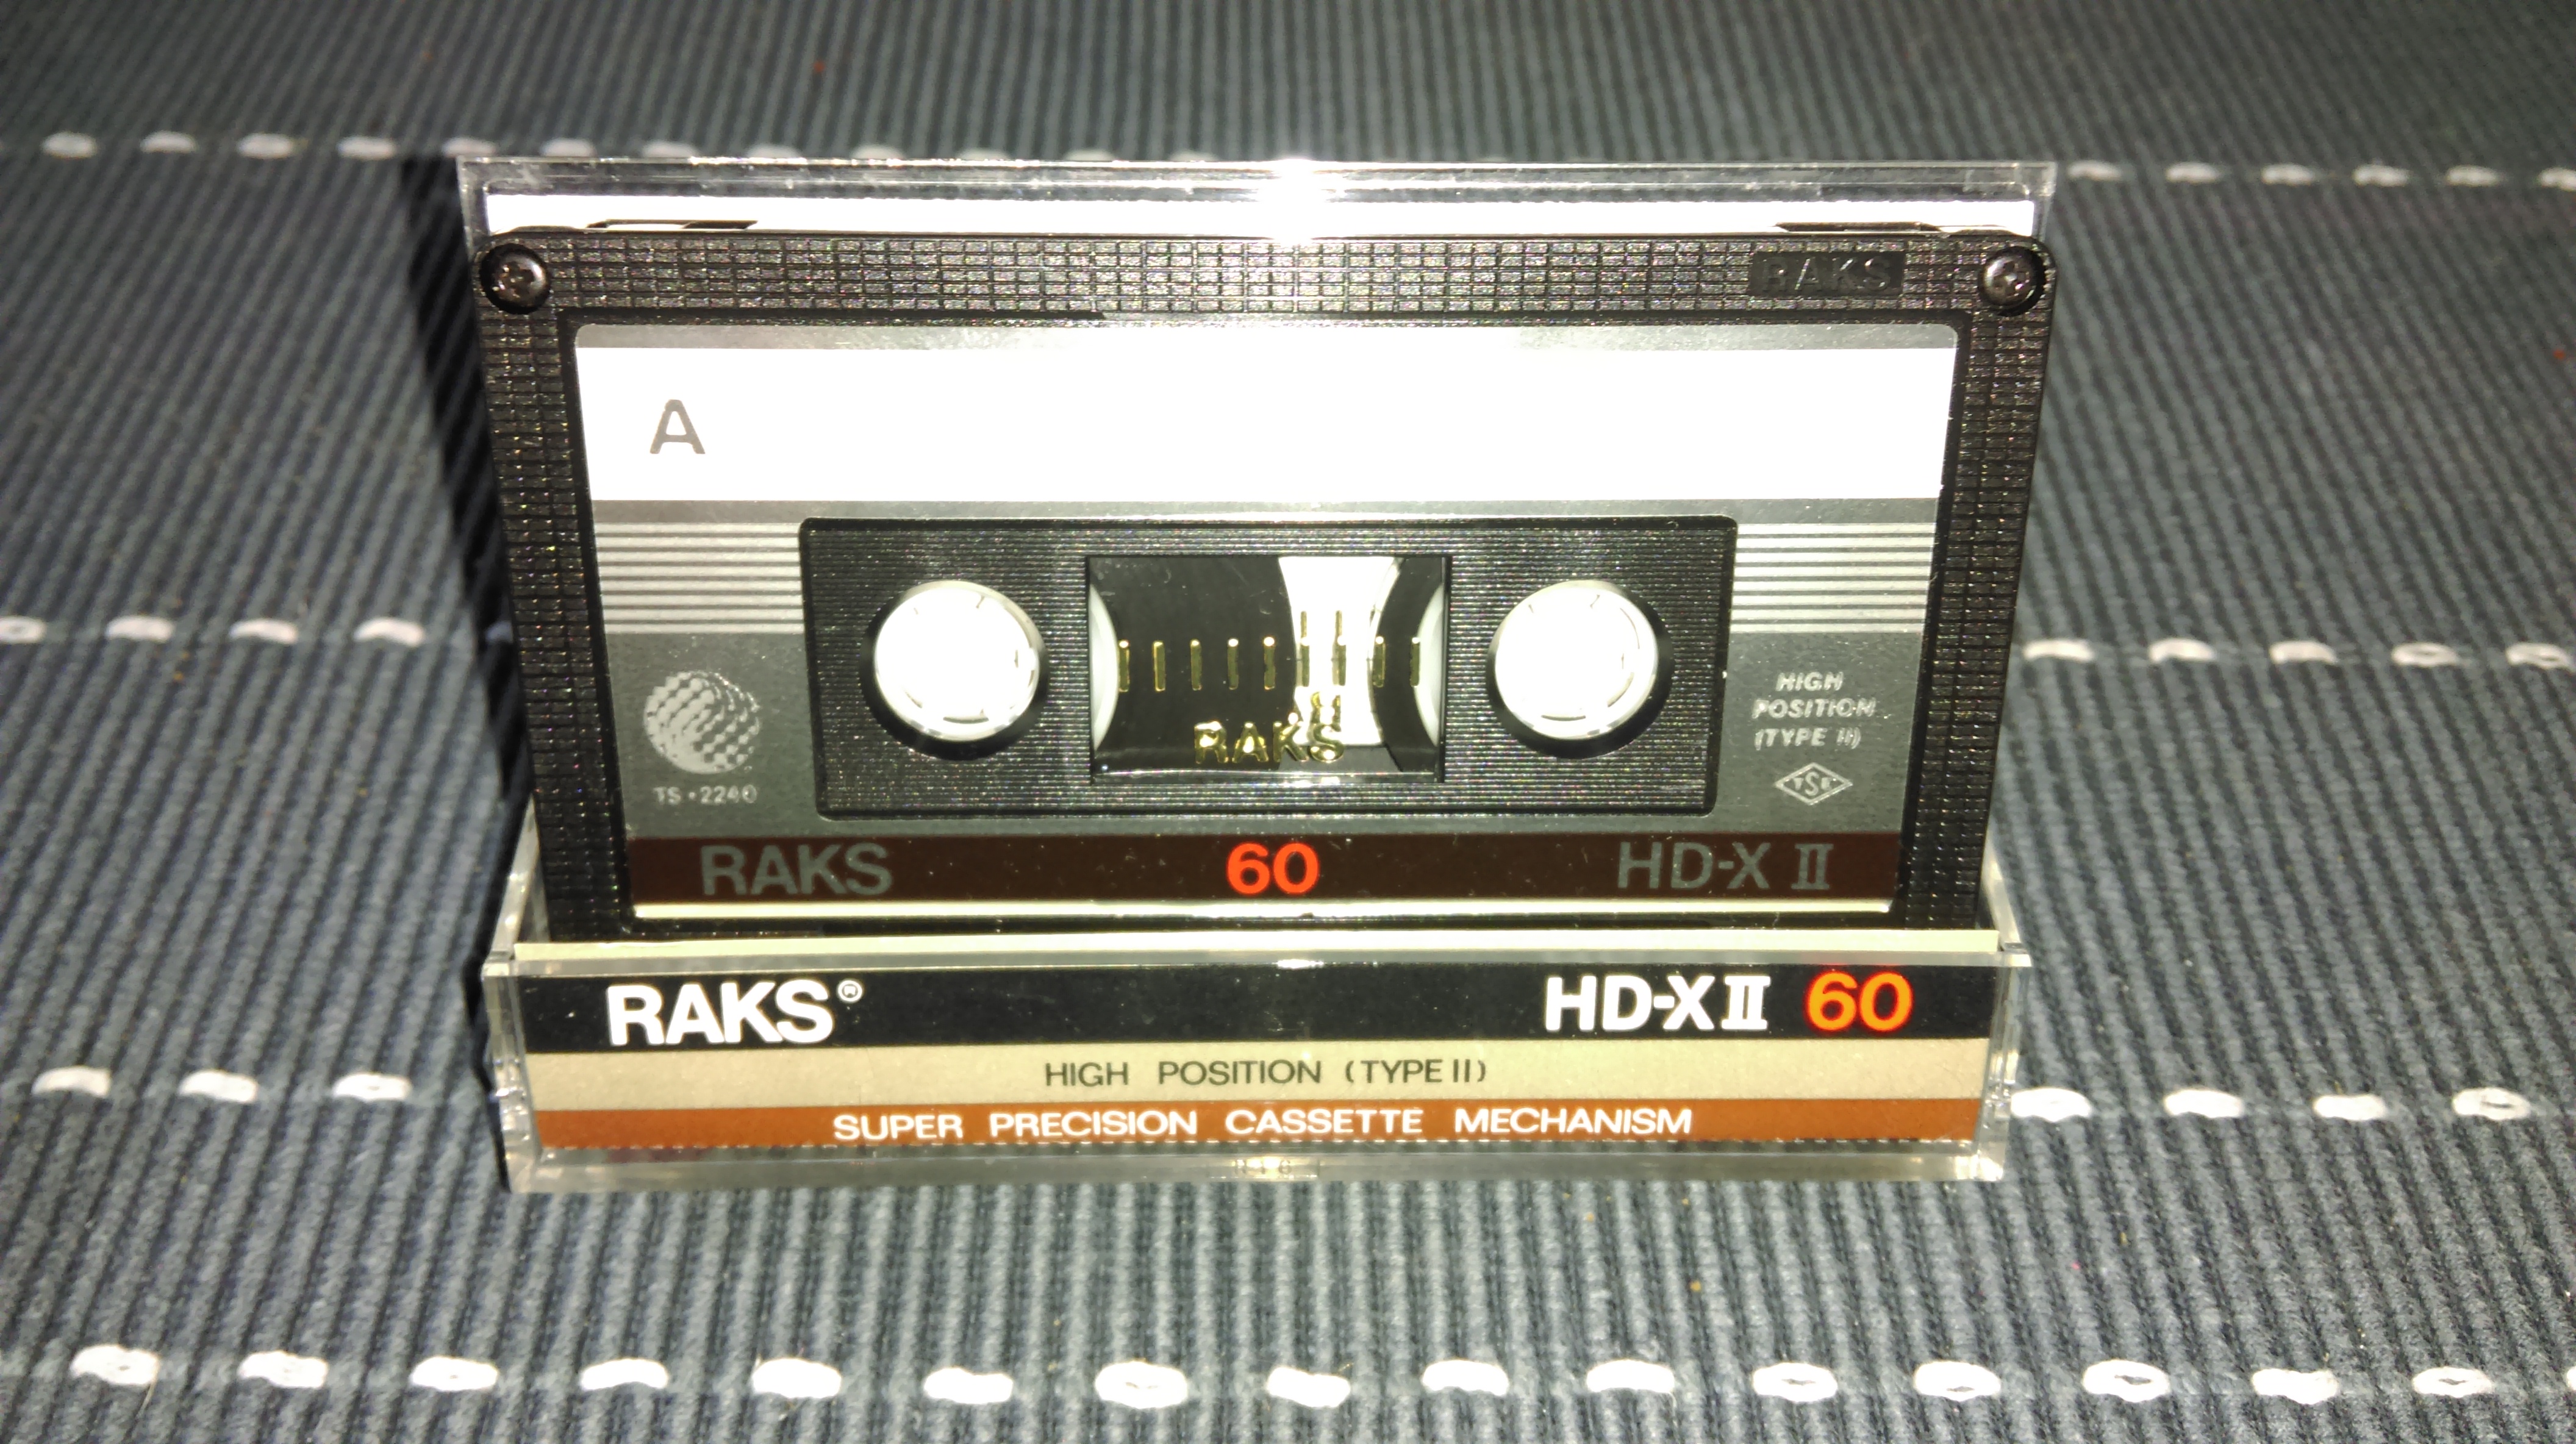 RAKS
A
HIGH
POSITION
(TYPE II)
RAKS
TS•2240
TSE
RAKS 60 HD-X II
RAKS® HD-X II 60
HIGH POSITION (TYPE II)
SUPER PRECISION CASSETTE MECHANISM